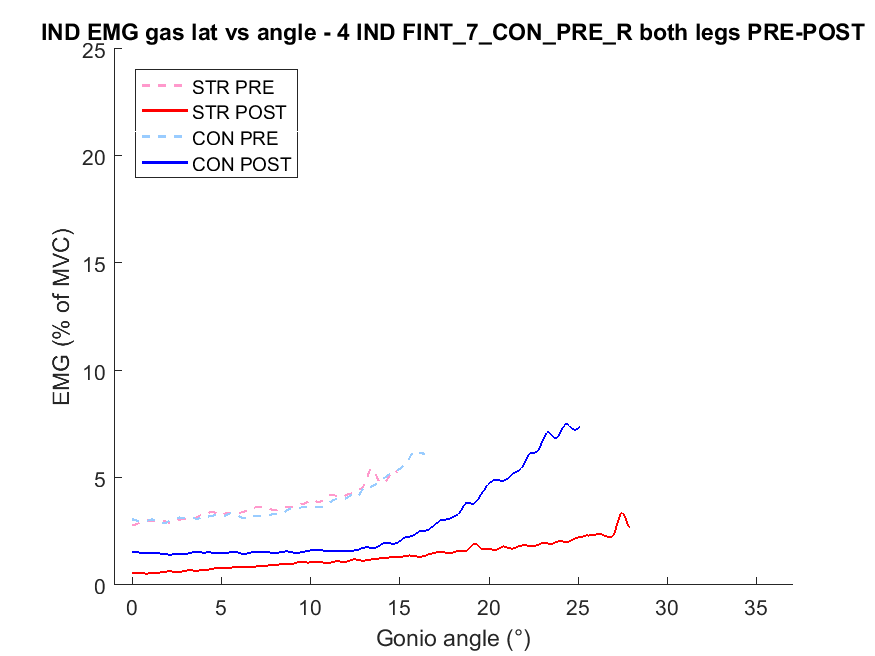 IND EMG gas lat vs angle - 4 IND FINT_7_CON_PRE_R both legs PRE-POST
25
20
15
10
5
0
EMG (% of MVC)
STR PRE
STR POST
CON PRE
CON POST
0 5 10 15 20 25 30 35
Gonio angle (°)